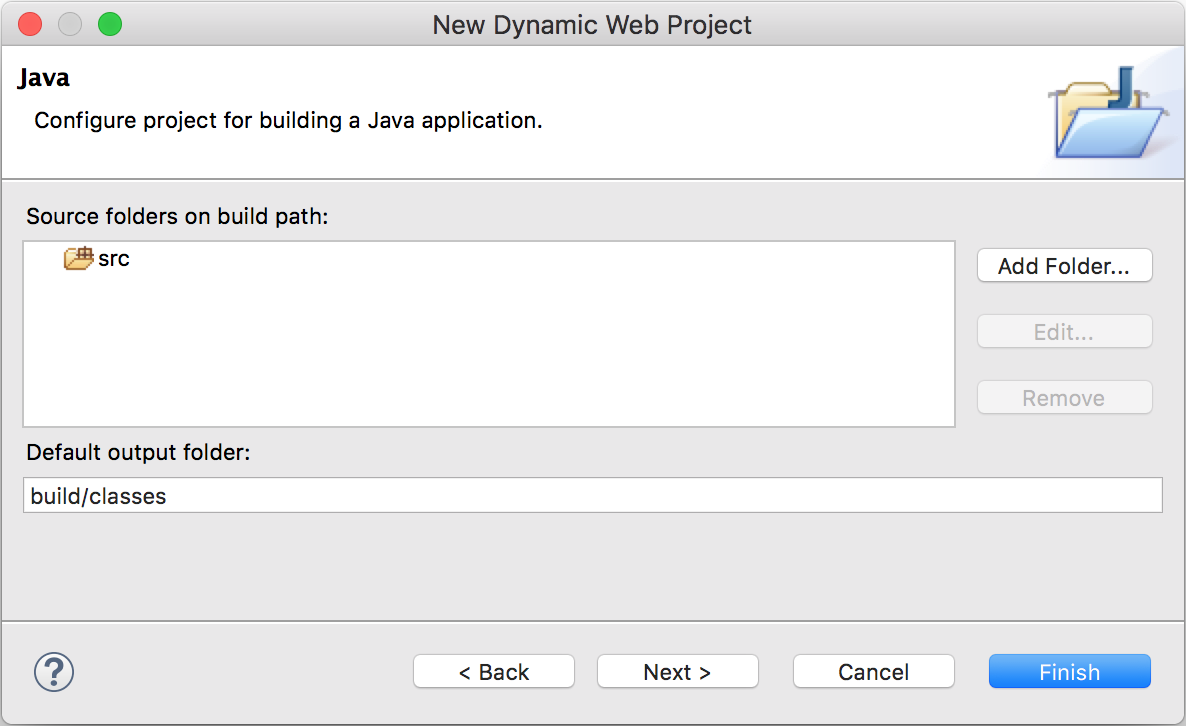 New Dynamic Web Project
Java
Configure project for building a Java application.
Source folders on build path:
src
Add Folder...
Edit...
Remove
Default output folder:
build/classes
?
< Back
Next >
Cancel
Finish